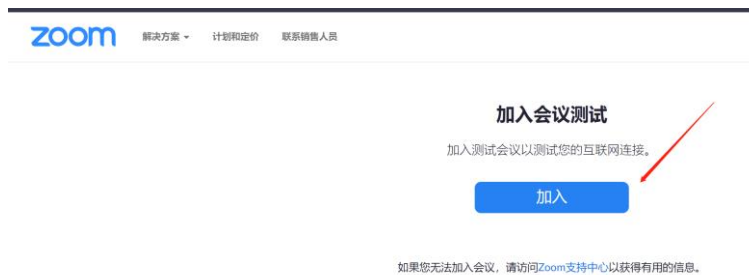 zoom 解决方案 计划和定价 联系销售人员
加入会议测试
加入测试会议以测试您的互联网连接。
加入
如果您无法加入会议，请访问Zoom支持中心以获得有用的信息。